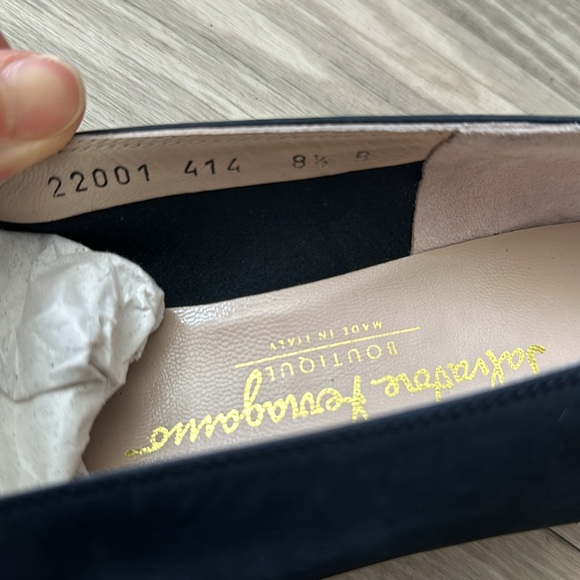 22001 414 8½ B
Salvatore Ferragamo
BOUTIQUE
MADE IN ITALY